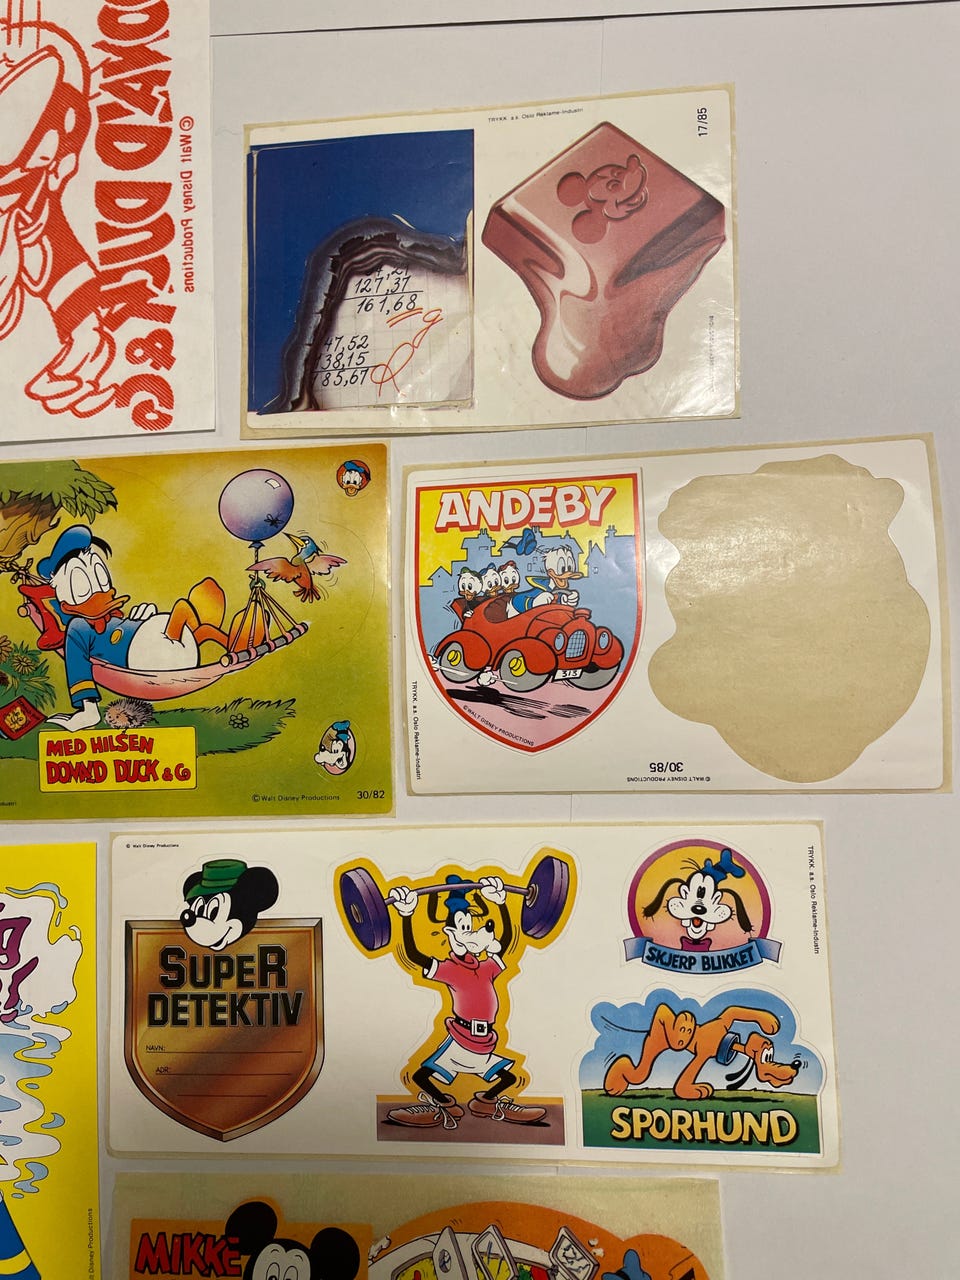 DONALD DUCK & Co
© Walt Disney Productions
TRYKK. a.s. Oslo Reklame-Industri
17/85
127,37
161,68
47,52
38,15
185,67
ANDEBY
313
© WALT DISNEY PRODUCTIONS
TRYKK. a.s. Oslo Reklame-Industri
30/85
© WALT DISNEY PRODUCTIONS
MED HILSEN
DONALD DUCK & Co
© Walt Disney Productions
30/82
© Walt Disney Productions
TRYKK. a.s. Oslo Reklame-Industri
SUPER
DETEKTIV
NAVN:
ADR:
SKJERP BLIKKET
SPORHUND
Disney Productions
MIKKE